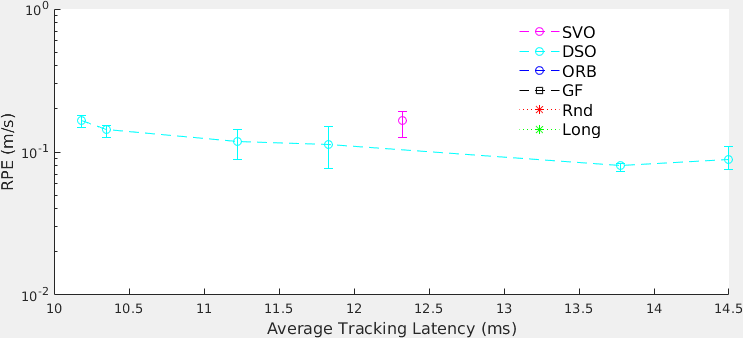 10^0
SVO
DSO
ORB
GF
Rnd
Long
RPE (m/s)
10^-1
10^-2
10 10.5 11 11.5 12 12.5 13 13.5 14 14.5
Average Tracking Latency (ms)